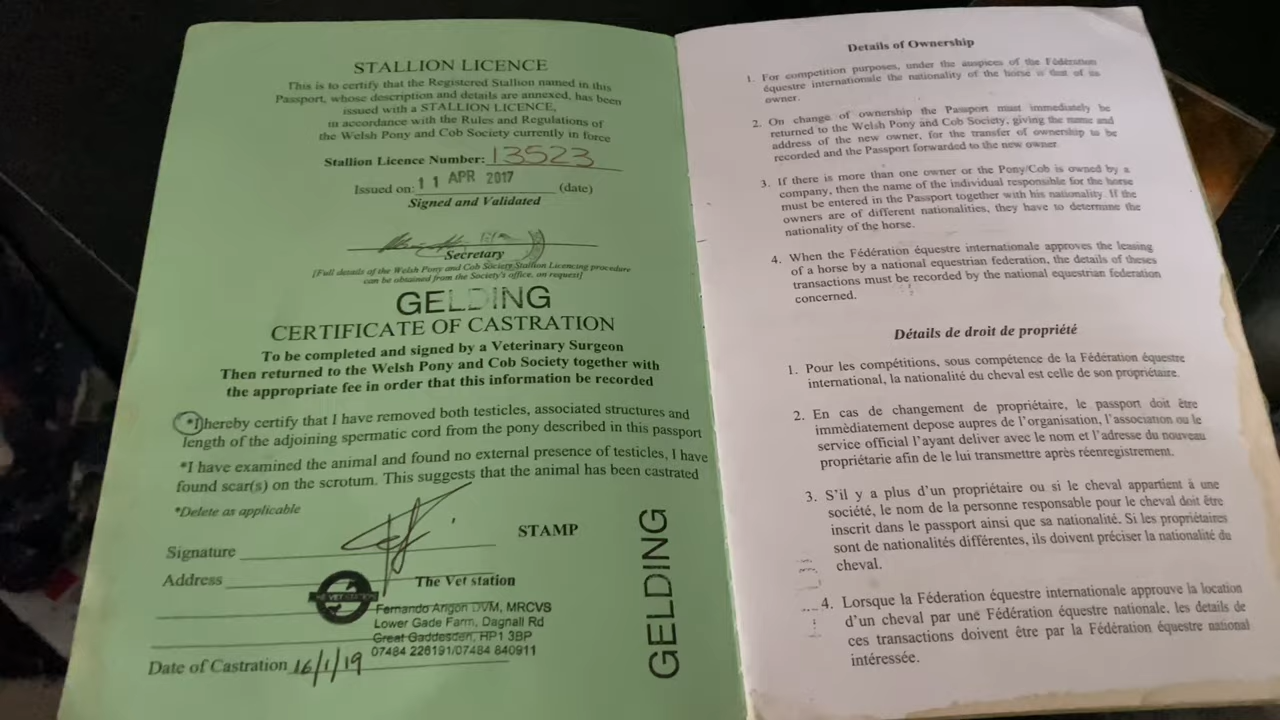 STALLION LICENCE
This is to certify that the Registered Stallion named in this
Passport, whose description and details are annexed, has been
issued with a STALLION LICENCE,
in accordance with the Rules and Regulations of
the Welsh Pony and Cob Society currently in force
Stallion Licence Number: 13523
Issued on: 11 APR 2017 (date)
Signed and Validated
Secretary
[Full details of the Welsh Pony and Cob Society Stallion Licencing procedure
can be obtained from the Society's office, on request]
GELDING
CERTIFICATE OF CASTRATION
To be completed and signed by a Veterinary Surgeon
Then returned to the Welsh Pony and Cob Society together with
the appropriate fee in order that this information be recorded
*I hereby certify that I have removed both testicles, associated structures and
length of the adjoining spermatic cord from the pony described in this passport
*I have examined the animal and found no external presence of testicles, I have
found scar(s) on the scrotum. This suggests that the animal has been castrated
*Delete as applicable
STAMP
Signature
Address
The Vet station
THE VET STATION
Fernando Angon DVM, MRCVS
Lower Gade Farm, Dagnall Rd
Great Gaddesden, HP1 3BP
07484 226191/07484 840911
Date of Castration 16/1/19
GELDING
Details of Ownership
1. For competition purposes, under the auspices of the Fédération
équestre internationale the nationality of the horse is that of its
owner.
2. On change of ownership the Passport must immediately be
returned to the Welsh Pony and Cob Society, giving the name and
address of the new owner, for the transfer of ownership to be
recorded and the Passport forwarded to the new owner.
3. If there is more than one owner or the Pony/Cob is owned by a
company, then the name of the individual responsible for the horse
must be entered in the Passport together with his nationality. If the
owners are of different nationalities, they have to determine the
nationality of the horse.
4. When the Fédération équestre internationale approves the leasing
of a horse by a national equestrian federation, the details of theses
transactions must be recorded by the national equestrian federation
concerned.
Détails de droit de propriété
1. Pour les compétitions, sous compétence de la Fédération équestre
international, la nationalité du cheval est celle de son propriétaire.
2. En cas de changement de propriétaire, le passport doit être
immèdiatement depose aupres de l'organisation, l'association ou le
service official l'ayant deliver avec le nom et l'adresse du nouveau
propriétarie afin de le lui transmettre après réenregistrement.
3. S'il y a plus d'un propriétaire ou si le cheval appartient à une
société, le nom de la personne responsable pour le cheval doit être
inscrit dans le passport ainsi que sa nationalité. Si les propriétaires
sont de nationalités différentes, ils doivent préciser la nationalité du
cheval.
4. Lorsque la Féderation équestre internationale approuve la location
d'un cheval par une Fédération équestre nationale, les details de
ces transactions doivent être par la Fédération équestre national
intéressée.